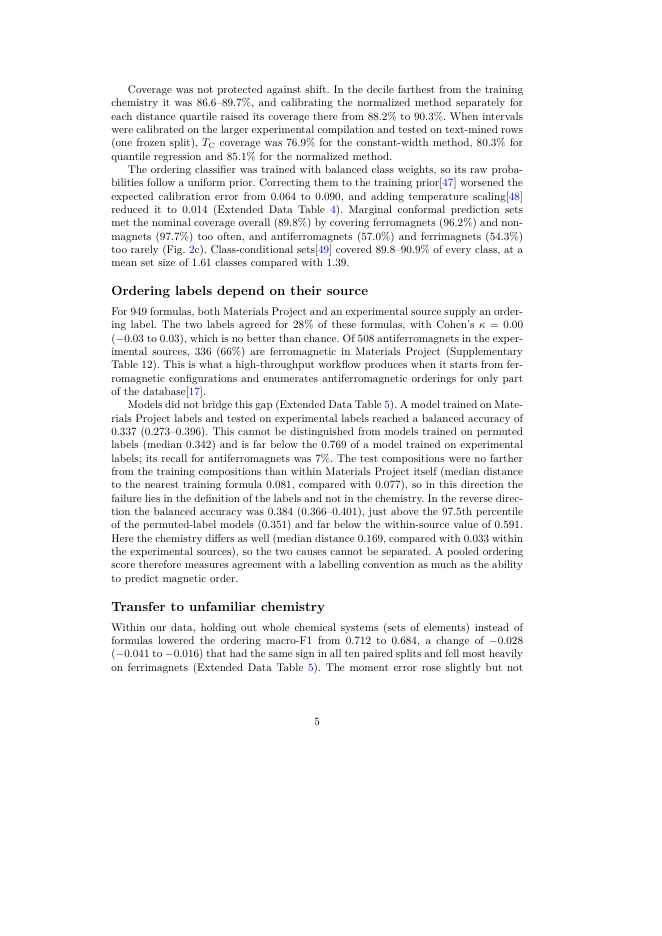 Coverage was not protected against shift. In the decile farthest from the training
chemistry it was 86.6–89.7%, and calibrating the normalized method separately for
each distance quartile raised its coverage there from 88.2% to 90.3%. When intervals
were calibrated on the larger experimental compilation and tested on text-mined rows
(one frozen split), T_C coverage was 76.9% for the constant-width method, 80.3% for
quantile regression and 85.1% for the normalized method.
The ordering classifier was trained with balanced class weights, so its raw proba-
bilities follow a uniform prior. Correcting them to the training prior[47] worsened the
expected calibration error from 0.064 to 0.090, and adding temperature scaling[48]
reduced it to 0.014 (Extended Data Table 4). Marginal conformal prediction sets
met the nominal coverage overall (89.8%) by covering ferromagnets (96.2%) and non-
magnets (97.7%) too often, and antiferromagnets (57.0%) and ferrimagnets (54.3%)
too rarely (Fig. 2c). Class-conditional sets[49] covered 89.8–90.9% of every class, at a
mean set size of 1.61 classes compared with 1.39.
Ordering labels depend on their source
For 949 formulas, both Materials Project and an experimental source supply an order-
ing label. The two labels agreed for 28% of these formulas, with Cohen's κ = 0.00
(−0.03 to 0.03), which is no better than chance. Of 508 antiferromagnets in the exper-
imental sources, 336 (66%) are ferromagnetic in Materials Project (Supplementary
Table 12). This is what a high-throughput workflow produces when it starts from fer-
romagnetic configurations and enumerates antiferromagnetic orderings for only part
of the database[17].
Models did not bridge this gap (Extended Data Table 5). A model trained on Mate-
rials Project labels and tested on experimental labels reached a balanced accuracy of
0.337 (0.273–0.396). This cannot be distinguished from models trained on permuted
labels (median 0.342) and is far below the 0.769 of a model trained on experimental
labels; its recall for antiferromagnets was 7%. The test compositions were no farther
from the training compositions than within Materials Project itself (median distance
to the nearest training formula 0.081, compared with 0.077), so in this direction the
failure lies in the definition of the labels and not in the chemistry. In the reverse direc-
tion the balanced accuracy was 0.384 (0.366–0.401), just above the 97.5th percentile
of the permuted-label models (0.351) and far below the within-source value of 0.591.
Here the chemistry differs as well (median distance 0.169, compared with 0.033 within
the experimental sources), so the two causes cannot be separated. A pooled ordering
score therefore measures agreement with a labelling convention as much as the ability
to predict magnetic order.
Transfer to unfamiliar chemistry
Within our data, holding out whole chemical systems (sets of elements) instead of
formulas lowered the ordering macro-F1 from 0.712 to 0.684, a change of −0.028
(−0.041 to −0.016) that had the same sign in all ten paired splits and fell most heavily
on ferrimagnets (Extended Data Table 5). The moment error rose slightly but not
5